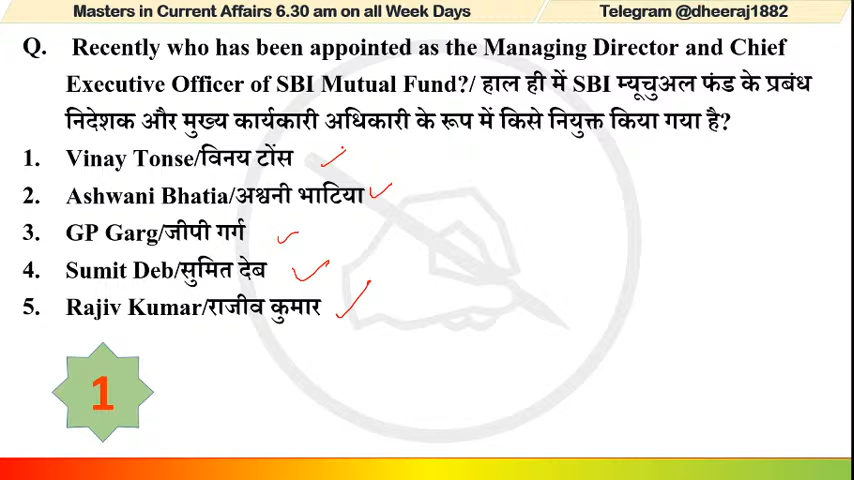 Masters in Current Affairs 6.30 am on all Week Days
Telegram @dheeraj1882
Q. Recently who has been appointed as the Managing Director and Chief
Executive Officer of SBI Mutual Fund?/ हाल ही में SBI म्यूचुअल फंड के प्रबंध
निदेशक और मुख्य कार्यकारी अधिकारी के रूप में किसे नियुक्त किया गया है?
1. Vinay Tonse/विनय टोंस
2. Ashwani Bhatia/अश्वनी भाटिया
3. GP Garg/जीपी गर्ग
4. Sumit Deb/सुमित देब
5. Rajiv Kumar/राजीव कुमार
1